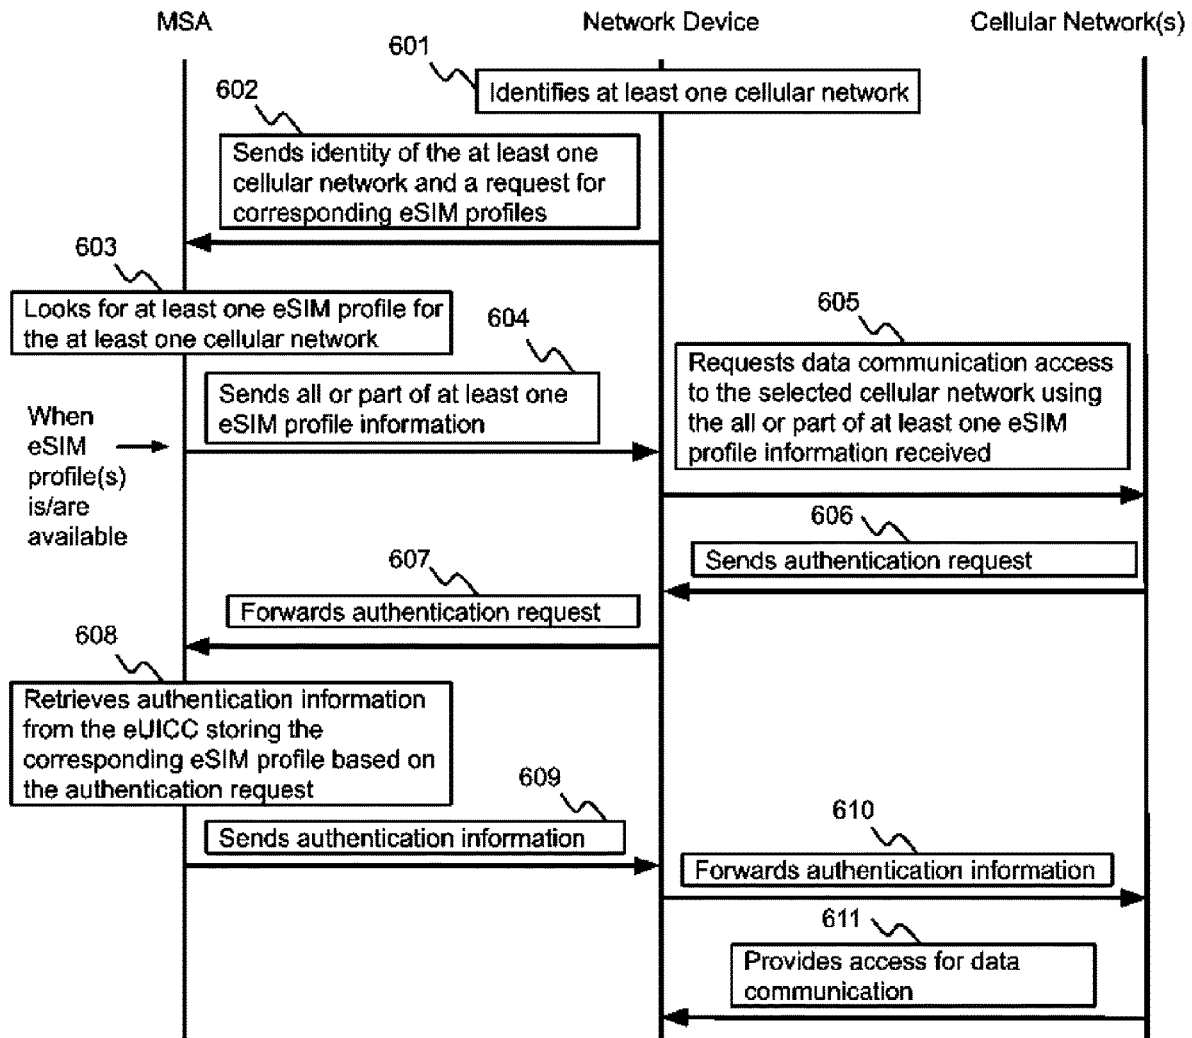 MSA
Network Device
Cellular Network(s)
601
Identifies at least one cellular network
602
Sends identity of the at least one
cellular network and a request for
corresponding eSIM profiles
603
Looks for at least one eSIM profile for
the at least one cellular network
604
Sends all or part of at least one
eSIM profile information
When
eSIM
profile(s)
is/are
available
605
Requests data communication access
to the selected cellular network using
the all or part of at least one eSIM
profile information received
606
Sends authentication request
607
Forwards authentication request
608
Retrieves authentication information
from the eUICC storing the
corresponding eSIM profile based on
the authentication request
609
Sends authentication information
610
Forwards authentication information
611
Provides access for data
communication